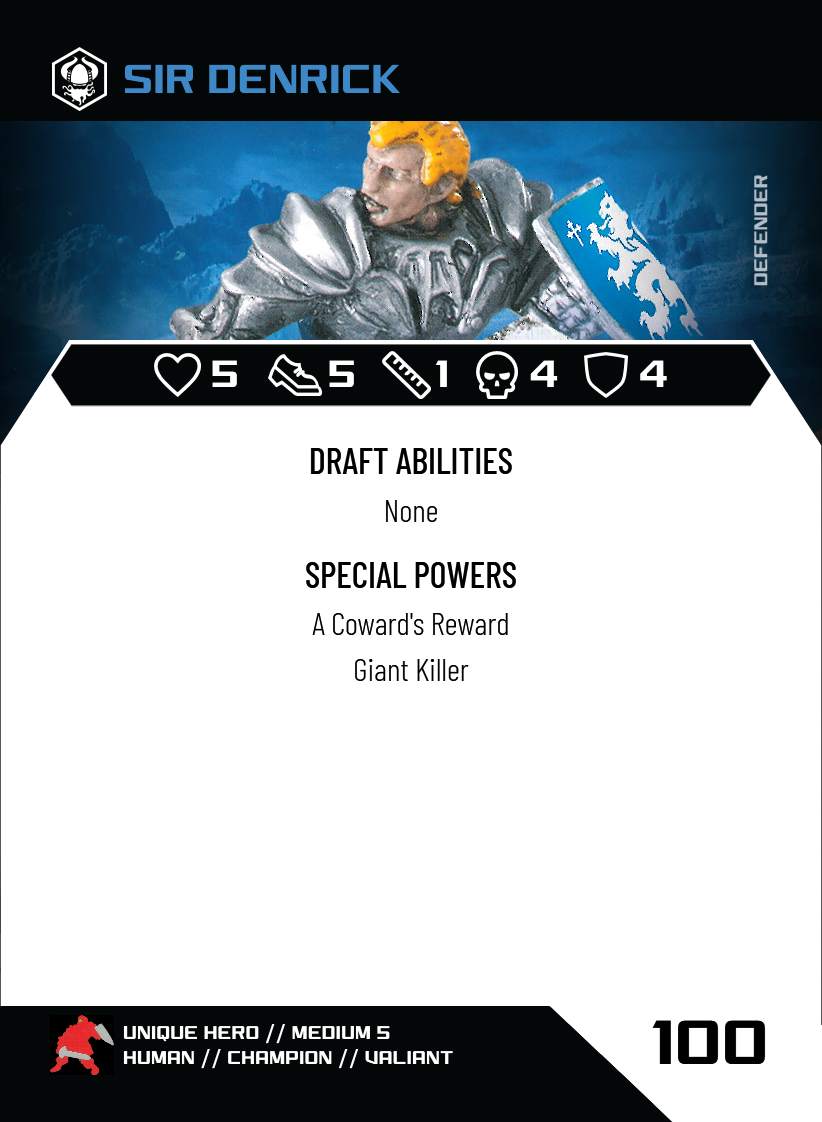 SIR DENRICK
DEFENDER
5 5 1 4 4
DRAFT ABILITIES
None
SPECIAL POWERS
A Coward's Reward
Giant Killer
UNIQUE HERO // MEDIUM 5
HUMAN // CHAMPION // VALIANT
100